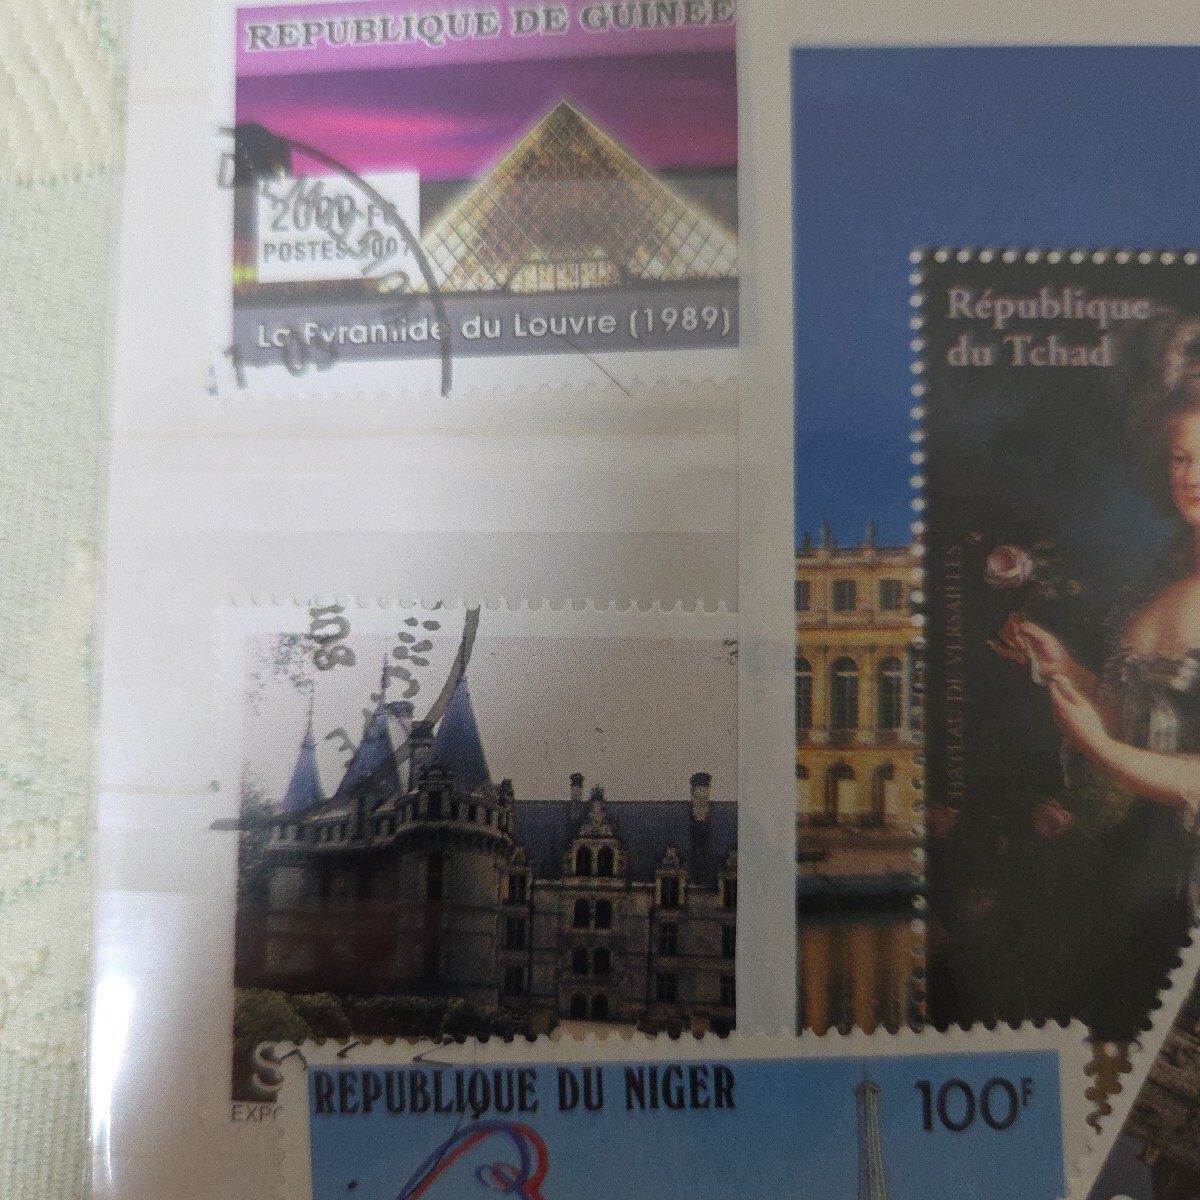 REPUBLIQUE DE GUINEE
2000 FG
POSTES 2007
La Pyramide du Louvre (1989)
République
du Tchad
CHATEAU DE VERSAILLES
REPUBLIQUE DU NIGER
100F